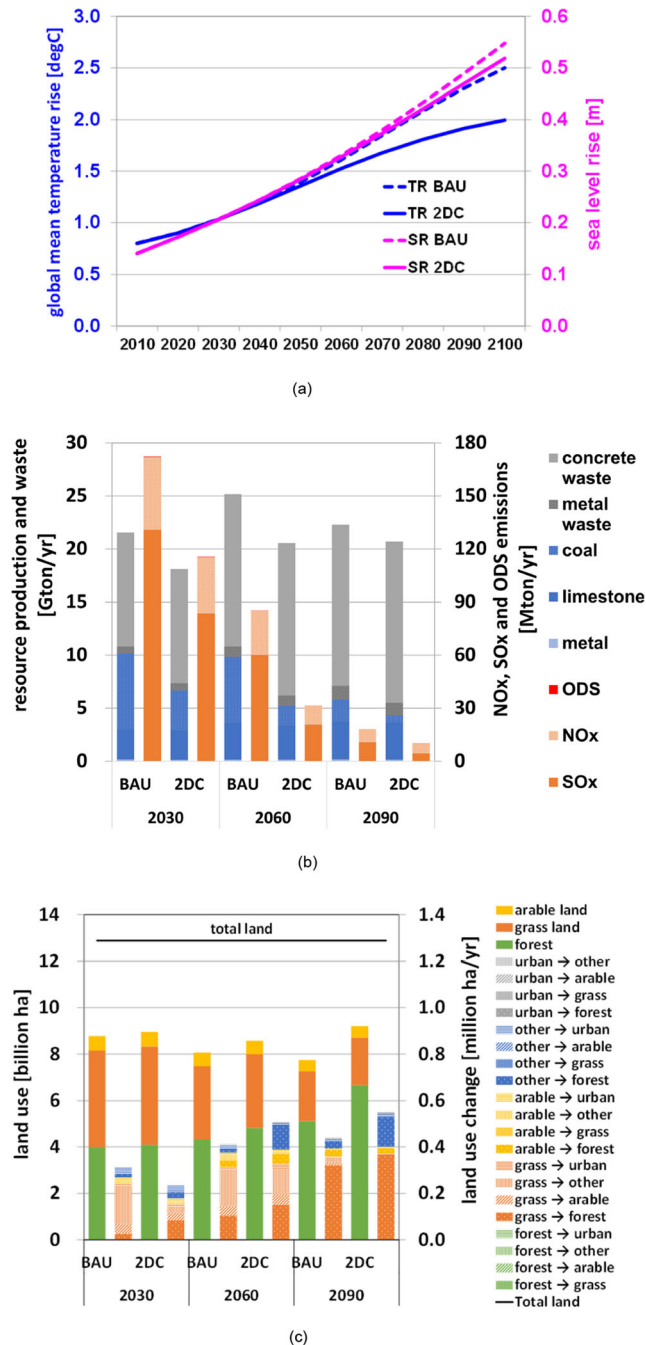 3.0
2.5
2.0
1.5
1.0
0.5
0.0
global mean temperature rise [degC]
0.6
0.5
0.4
0.3
0.2
0.1
0.0
sea level rise [m]
TR BAU
TR 2DC
SR BAU
SR 2DC
2010 2020 2030 2040 2050 2060 2070 2080 2090 2100
(a)
30
25
20
15
10
5
0
resource production and waste
[Gton/yr]
180
150
120
90
60
30
0
NOx, SOx and ODS emissions
[Mton/yr]
concrete
waste
metal
waste
coal
limestone
metal
ODS
NOx
SOx
BAU 2DC BAU 2DC BAU 2DC
2030 2060 2090
(b)
14
12
10
8
6
4
2
0
land use [billion ha]
total land
1.4
1.2
1.0
0.8
0.6
0.4
0.2
0.0
land use change [million ha/yr]
arable land
grass land
forest
urban → other
urban → arable
urban → grass
urban → forest
other → urban
other → arable
other → grass
other → forest
arable → urban
arable → other
arable → grass
arable → forest
grass → urban
grass → other
grass → arable
grass → forest
forest → urban
forest → other
forest → arable
forest → grass
Total land
BAU 2DC BAU 2DC BAU 2DC
2030 2060 2090
(c)